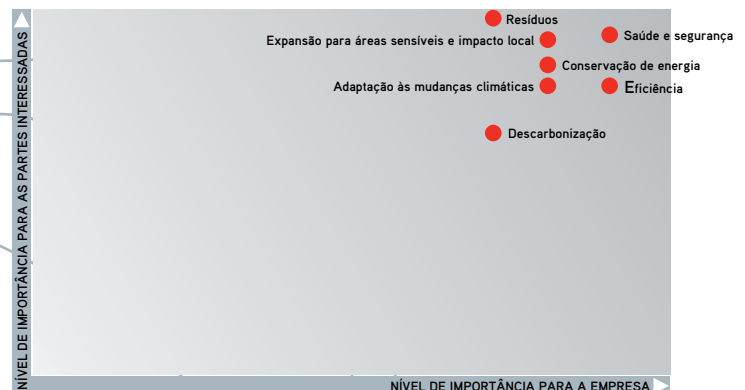 NÍVEL DE IMPORTÂNCIA PARA AS PARTES INTERESSADAS
Resíduos
Expansão para áreas sensíveis e impacto local
Saúde e segurança
Conservação de energia
Adaptação às mudanças climáticas
Eficiência
Descarbonização
NÍVEL DE IMPORTÂNCIA PARA A EMPRESA